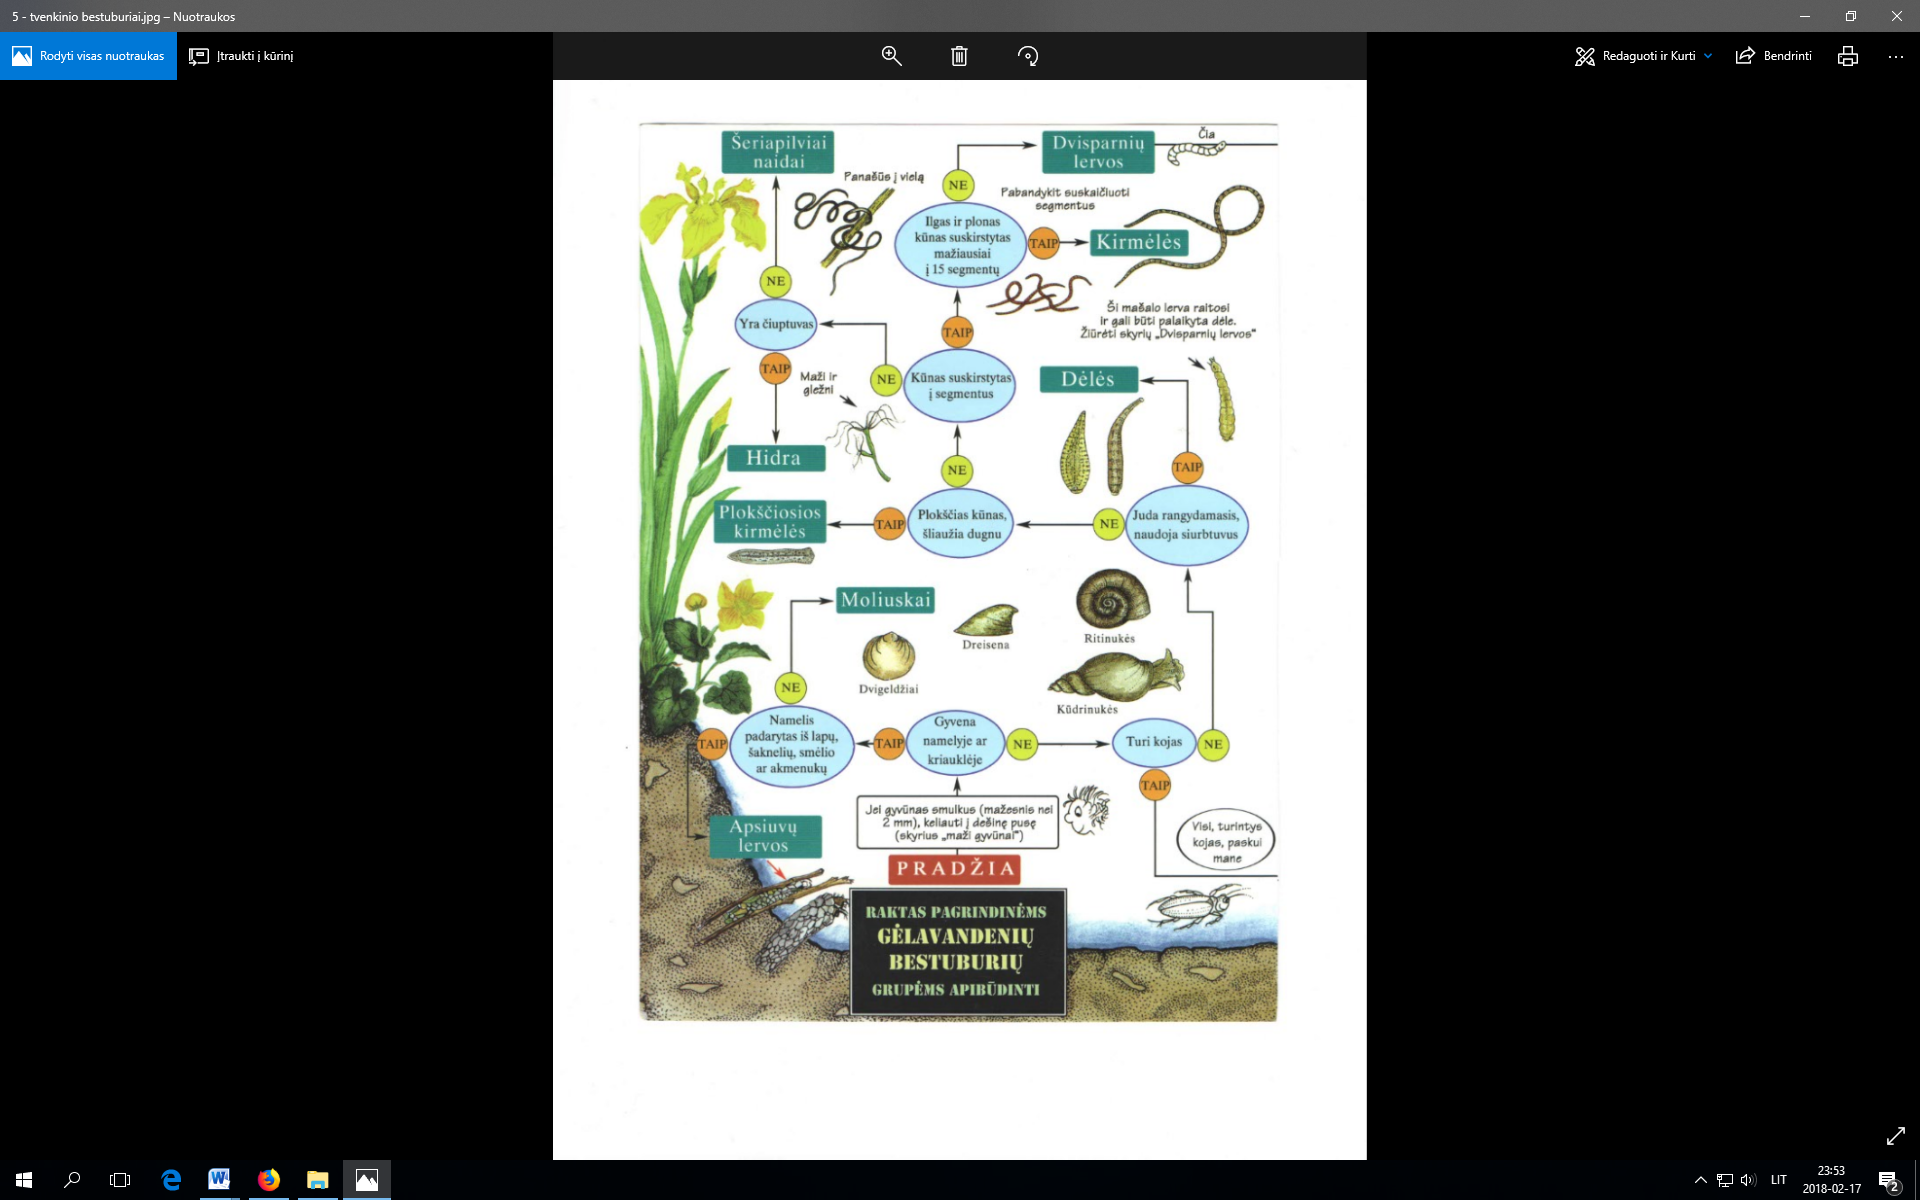 5 - tvenkinio bestuburiai.jpg – Nuotraukos
Rodyti visas nuotraukas
Įtraukti į kūrinį
Redaguoti ir Kurti
Bendrinti
Šeriapilviai
naidai
Panašūs į vielą
NE
Dvisparnių
lervos
Čia
Pabandykit suskaičiuoti
segmentus
Ilgas ir plonas
kūnas suskirstytas
mažiausiai
į 15 segmentų
TAIP
Kirmėlės
NE
Yra čiuptuvas
TAIP
Ši mašalo lerva raitosi
ir gali būti palaikyta dėle.
Žiūrėti skyrių „Dvisparnių lervos“
TAIP
Maži ir
gležni
NE
Kūnas suskirstytas
į segmentus
Dėlės
Hidra
NE
TAIP
Plokščiosios
kirmėlės
TAIP
Plokščias kūnas,
šliaužia dugnu
NE
Juda rangydamasis,
naudoja siurbtuvus
Moliuskai
Dreisena
Ritinukės
Dvigeldžiai
Kūdrinukės
NE
TAIP
Namelis
padarytas iš lapų,
šaknelių, smėlio
ar akmenukų
TAIP
Gyvena
namelyje ar
kriauklėje
NE
Turi kojas
NE
TAIP
Jei gyvūnas smulkus (mažesnis nei
2 mm), keliauti į dešinę pusę
(skyrius „maži gyvūnai“)
Apsiuvų
lervos
Visi, turintys
kojas, paskui
mane
PRADŽIA
RAKTAS PAGRINDINĖMS
GĖLAVANDENIŲ
BESTUBURIŲ
GRUPĖMS APIBŪDINTI
LIT
23:53
2018-02-17
2